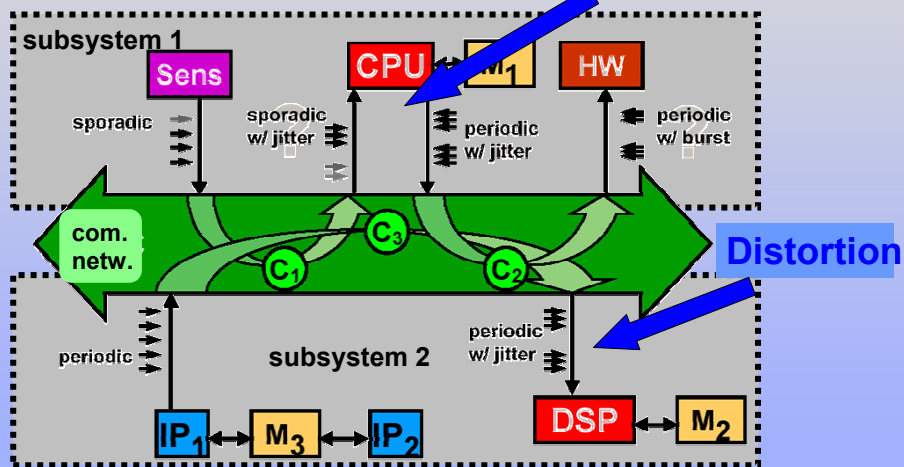 subsystem 1
Sens
CPU
M1
HW
sporadic
sporadic
w/ jitter
?
periodic
w/ jitter
periodic
w/ burst
?
com.
netw.
C1
C3
C2
Distortion
periodic
subsystem 2
periodic
w/ jitter
IP1
M3
IP2
DSP
M2